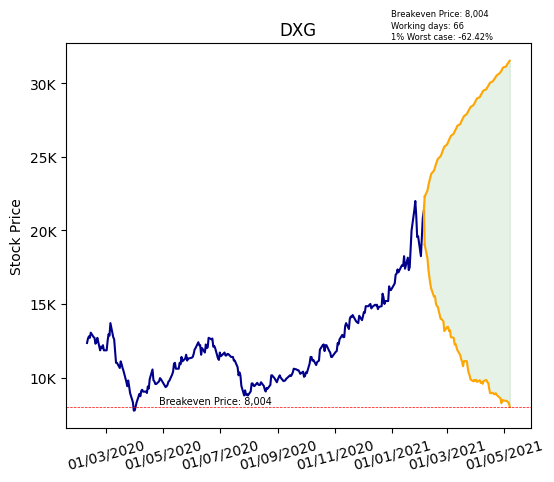 Breakeven Price: 8,004
Working days: 66
1% Worst case: -62.42%
DXG
Stock Price
30K
25K
20K
15K
10K
Breakeven Price: 8,004
01/03/2020
01/05/2020
01/07/2020
01/09/2020
01/11/2020
01/01/2021
01/03/2021
01/05/2021